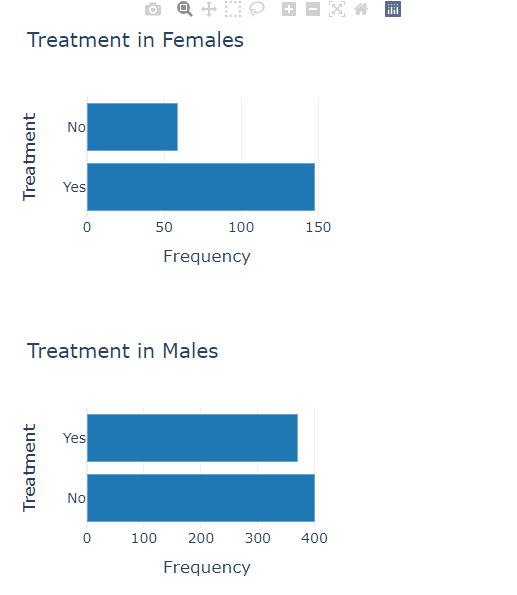 Treatment in Females
Treatment
No
Yes
0 50 100 150
Frequency
Treatment in Males
Treatment
Yes
No
0 100 200 300 400
Frequency